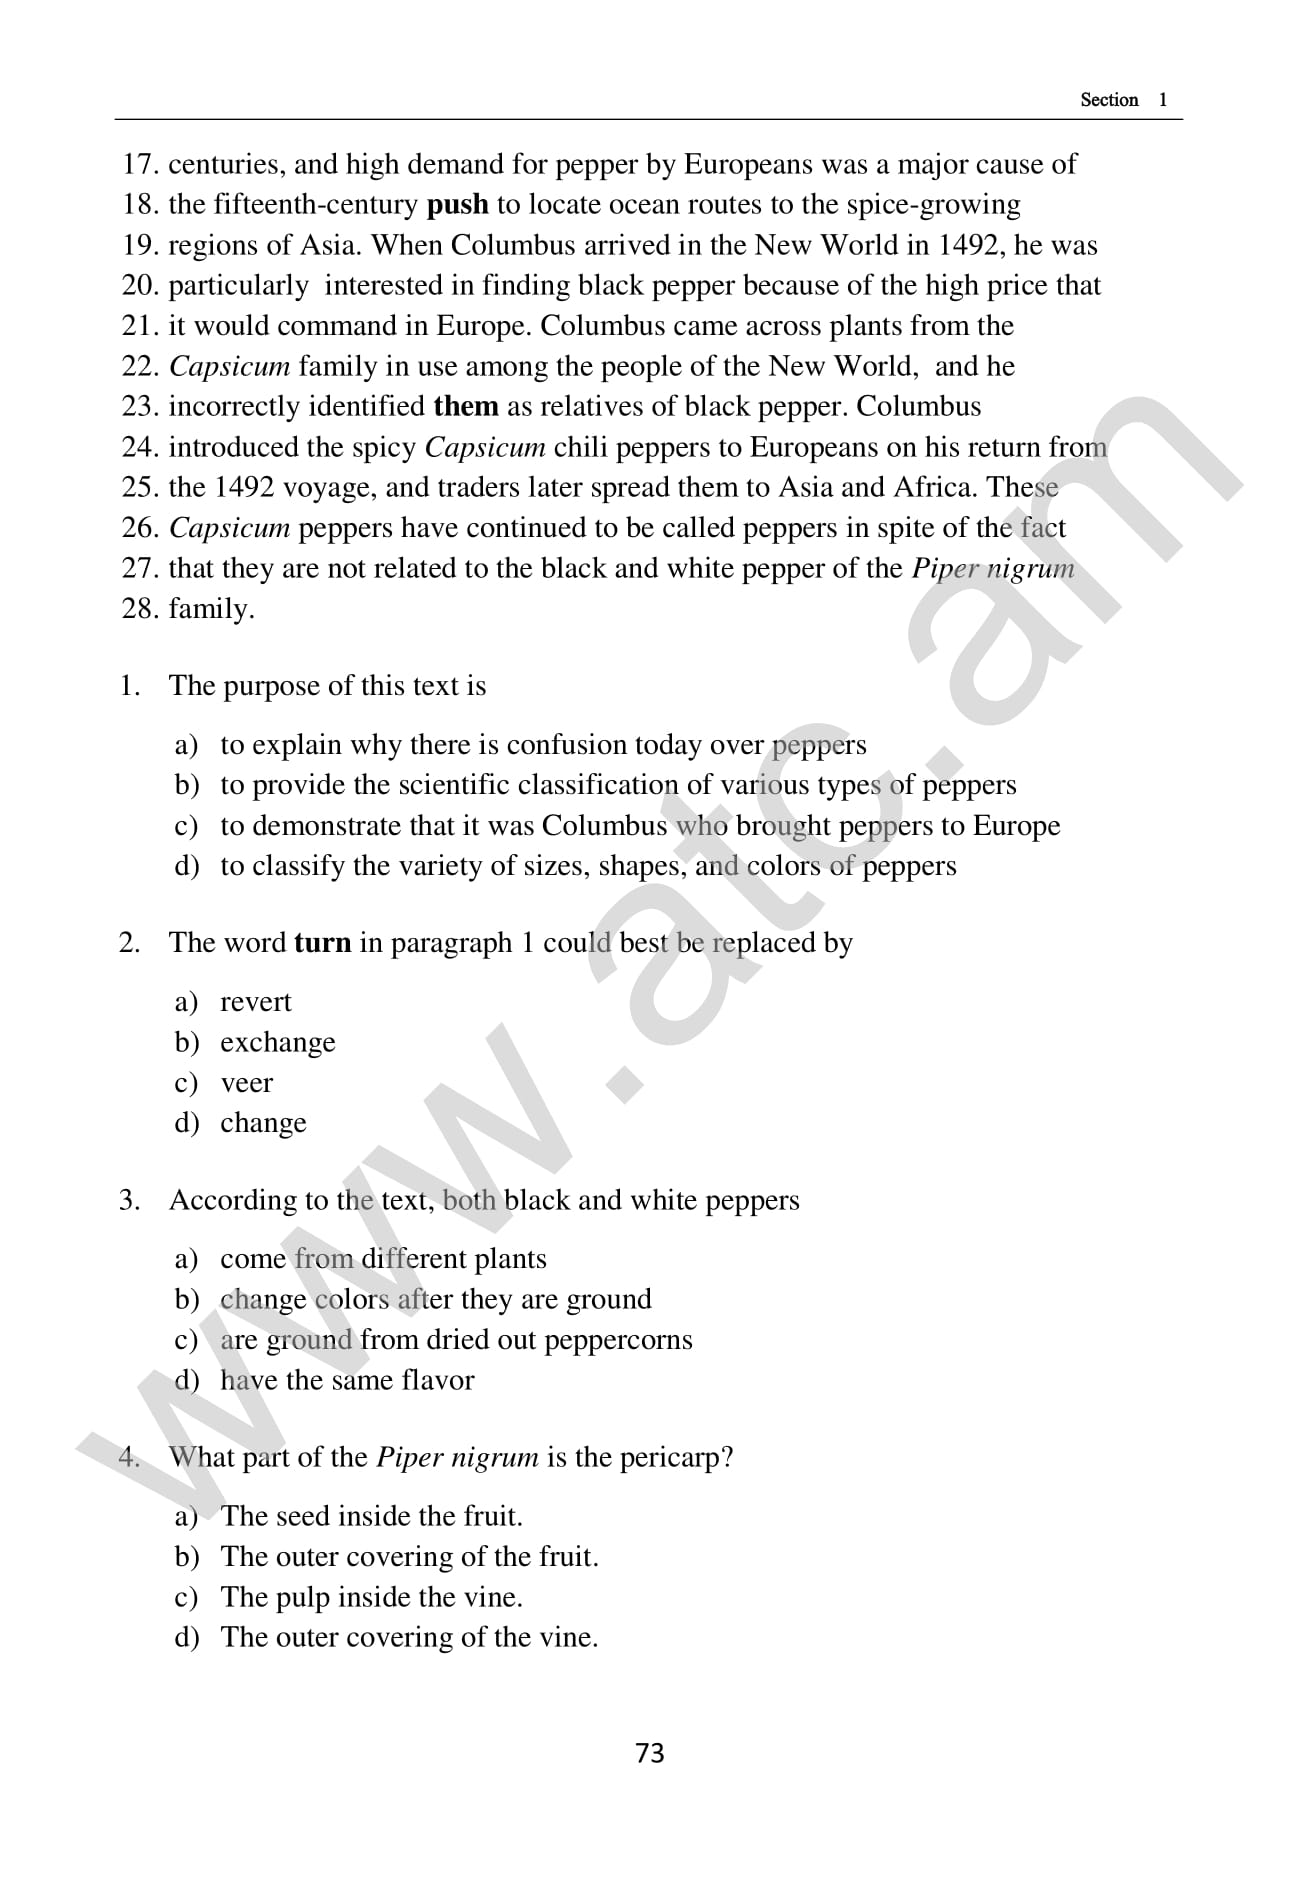 Section 1
17. centuries, and high demand for pepper by Europeans was a major cause of
18. the fifteenth-century push to locate ocean routes to the spice-growing
19. regions of Asia. When Columbus arrived in the New World in 1492, he was
20. particularly interested in finding black pepper because of the high price that
21. it would command in Europe. Columbus came across plants from the
22. Capsicum family in use among the people of the New World, and he
23. incorrectly identified them as relatives of black pepper. Columbus
24. introduced the spicy Capsicum chili peppers to Europeans on his return from
25. the 1492 voyage, and traders later spread them to Asia and Africa. These
26. Capsicum peppers have continued to be called peppers in spite of the fact
27. that they are not related to the black and white pepper of the Piper nigrum
28. family.
1. The purpose of this text is
a) to explain why there is confusion today over peppers
b) to provide the scientific classification of various types of peppers
c) to demonstrate that it was Columbus who brought peppers to Europe
d) to classify the variety of sizes, shapes, and colors of peppers
2. The word turn in paragraph 1 could best be replaced by
a) revert
b) exchange
c) veer
d) change
3. According to the text, both black and white peppers
a) come from different plants
b) change colors after they are ground
c) are ground from dried out peppercorns
d) have the same flavor
4. What part of the Piper nigrum is the pericarp?
a) The seed inside the fruit.
b) The outer covering of the fruit.
c) The pulp inside the vine.
d) The outer covering of the vine.
73
www.atc.am